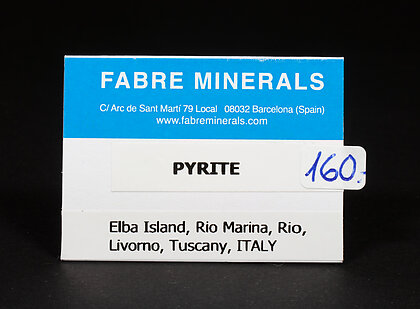 FABRE MINERALS
C/ Arc de Sant Martí 79 Local 08032 Barcelona (Spain)
www.fabreminerals.com
PYRITE
160.-
Elba Island, Rio Marina, Rio,
Livorno, Tuscany, ITALY